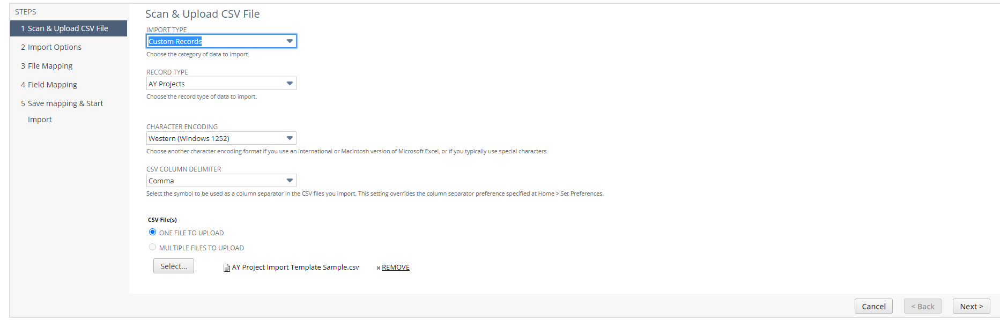 STEPS
1 Scan & Upload CSV File
2 Import Options
3 File Mapping
4 Field Mapping
5 Save mapping & Start
Import
Scan & Upload CSV File
IMPORT TYPE
Custom Records
Choose the category of data to import.
RECORD TYPE
AY Projects
Choose the record type of data to import.
CHARACTER ENCODING
Western (Windows 1252)
Choose another character encoding format if you use an international or Macintosh version of Microsoft Excel, or if you typically use special characters.
CSV COLUMN DELIMITER
Comma
Select the symbol to be used as a column separator in the CSV files you import. This setting overrides the column separator preference specified at Home > Set Preferences.
CSV File(s)
ONE FILE TO UPLOAD
MULTIPLE FILES TO UPLOAD
Select... AY Project Import Template Sample.csv × REMOVE
Cancel < Back Next >